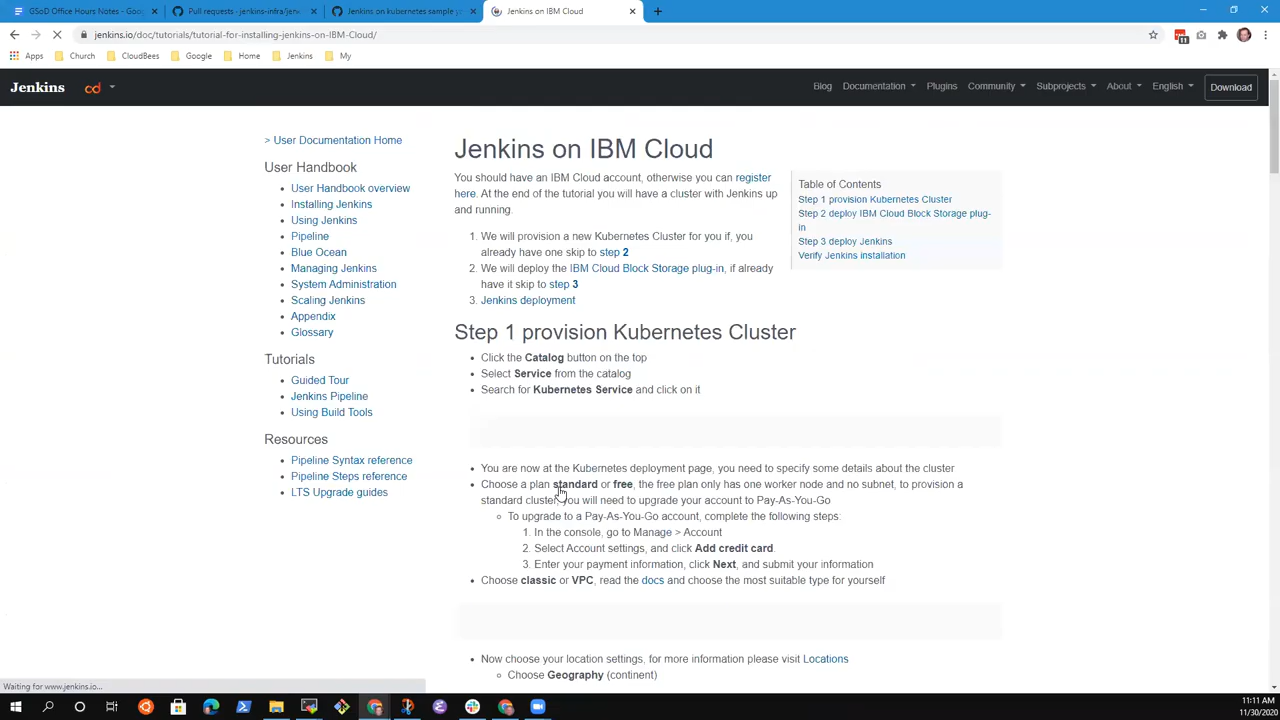 GSoD Office Hours Notes - Goo
Pull requests · jenkins-infra/jen
Jenkins on kubernetes sample y
Jenkins on IBM Cloud
jenkins.io/doc/tutorials/tutorial-for-installing-jenkins-on-IBM-Cloud/
11
Apps
Church
CloudBees
Google
Home
Jenkins
My
Jenkins
cd
Blog
Documentation
Plugins
Community
Subprojects
About
English
Download
> User Documentation Home
User Handbook
User Handbook overview
Installing Jenkins
Using Jenkins
Pipeline
Blue Ocean
Managing Jenkins
System Administration
Scaling Jenkins
Appendix
Glossary
Tutorials
Guided Tour
Jenkins Pipeline
Using Build Tools
Resources
Pipeline Syntax reference
Pipeline Steps reference
LTS Upgrade guides
Jenkins on IBM Cloud
You should have an IBM Cloud account, otherwise you can register
here. At the end of the tutorial you will have a cluster with Jenkins up
and running.
1. We will provision a new Kubernetes Cluster for you if, you
already have one skip to step 2
2. We will deploy the IBM Cloud Block Storage plug-in, if already
have it skip to step 3
3. Jenkins deployment
Table of Contents
Step 1 provision Kubernetes Cluster
Step 2 deploy IBM Cloud Block Storage plug-
in
Step 3 deploy Jenkins
Verify Jenkins installation
Step 1 provision Kubernetes Cluster
Click the Catalog button on the top
Select Service from the catalog
Search for Kubernetes Service and click on it
You are now at the Kubernetes deployment page, you need to specify some details about the cluster
Choose a plan standard or free, the free plan only has one worker node and no subnet, to provision a
standard cluster, you will need to upgrade your account to Pay-As-You-Go
To upgrade to a Pay-As-You-Go account, complete the following steps:
1. In the console, go to Manage > Account
2. Select Account settings, and click Add credit card.
3. Enter your payment information, click Next, and submit your information
Choose classic or VPC, read the docs and choose the most suitable type for yourself
Now choose your location settings, for more information please visit Locations
Choose Geography (continent)
Waiting for www.jenkins.io...
11:11 AM
11/30/2020